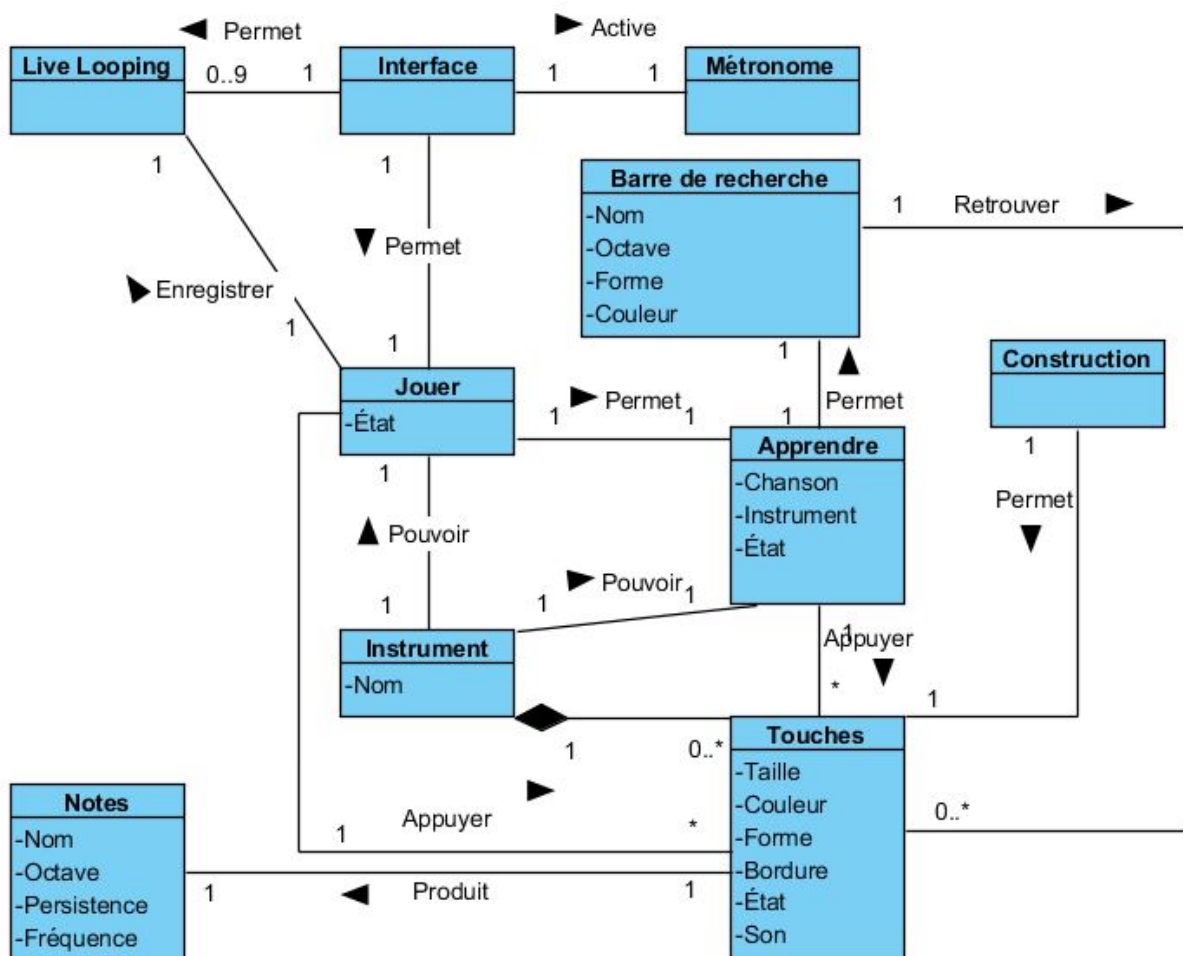 Permet
Active
Live Looping
Interface
Métronome
0..9
1
1
1
1
1
Permet
Enregistrer
1
1
Barre de recherche
-Nom
-Octave
-Forme
-Couleur
1
Retrouver
1
Permet
1
Construction
1
Permet
1
Jouer
-État
1
Permet
1
Apprendre
-Chanson
-Instrument
-État
1
Pouvoir
1
1
Pouvoir
1
Instrument
-Nom
1
Appuyer
*
1
1
0..*
Touches
-Taille
-Couleur
-Forme
-Bordure
-État
-Son
0..*
1
Appuyer
*
Notes
-Nom
-Octave
-Persistence
-Fréquence
1
Produit
1